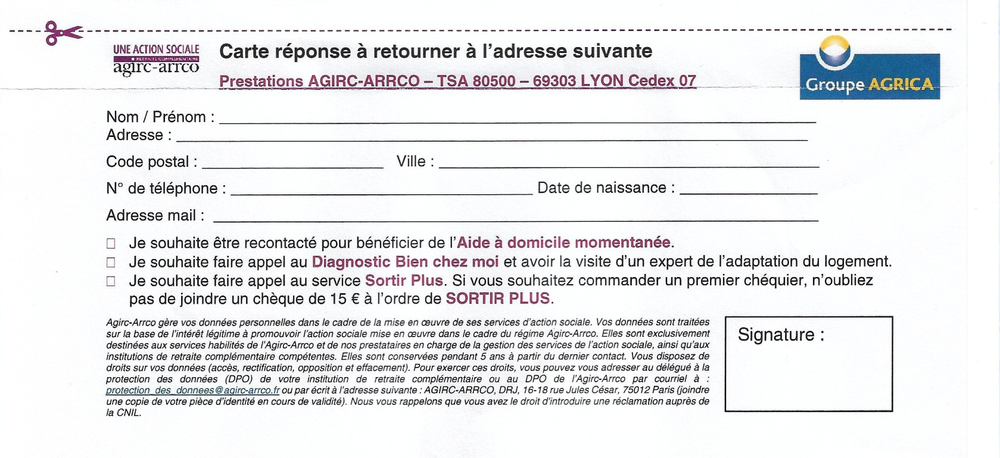 UNE ACTION SOCIALE
RETRAITE COMPLEMENTAIRE
agirc-arrco
Carte réponse à retourner à l'adresse suivante
Prestations AGIRC-ARRCO – TSA 80500 – 69303 LYON Cedex 07
Groupe AGRICA
Nom / Prénom :
Adresse :
Code postal : Ville :
N° de téléphone : Date de naissance :
Adresse mail :
Je souhaite être recontacté pour bénéficier de l'Aide à domicile momentanée.
Je souhaite faire appel au Diagnostic Bien chez moi et avoir la visite d'un expert de l'adaptation du logement.
Je souhaite faire appel au service Sortir Plus. Si vous souhaitez commander un premier chéquier, n'oubliez
pas de joindre un chèque de 15 € à l'ordre de SORTIR PLUS.
Agirc-Arrco gère vos données personnelles dans le cadre de la mise en œuvre de ses services d'action sociale. Vos données sont traitées
sur la base de l'intérêt légitime à promouvoir l'action sociale mise en œuvre dans le cadre du régime Agirc-Arrco. Elles sont exclusivement
destinées aux services habilités de l'Agirc-Arrco et de nos prestataires en charge de la gestion des services de l'action sociale, ainsi qu'aux
institutions de retraite complémentaire compétentes. Elles sont conservées pendant 5 ans à partir du dernier contact. Vous disposez de
droits sur vos données (accès, rectification, opposition et effacement). Pour exercer ces droits, vous pouvez vous adresser au délégué à la
protection des données (DPO) de votre institution de retraite complémentaire ou au DPO de l'Agirc-Arrco par courriel à :
protection_des_donnees@agirc-arrco.fr ou par écrit à l'adresse suivante : AGIRC-ARRCO, DRJ, 16-18 rue Jules César, 75012 Paris (joindre
une copie de votre pièce d'identité en cours de validité). Nous vous rappelons que vous avez le droit d'introduire une réclamation auprès de
la CNIL.
Signature :